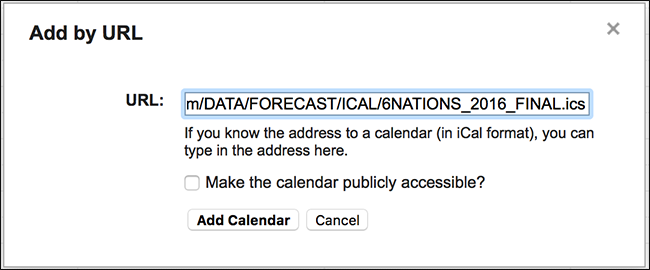 Add by URL
URL: m/DATA/FORECAST/ICAL/6NATIONS_2016_FINAL.ics
If you know the address to a calendar (in iCal format), you can
type in the address here.
Make the calendar publicly accessible?
Add Calendar Cancel